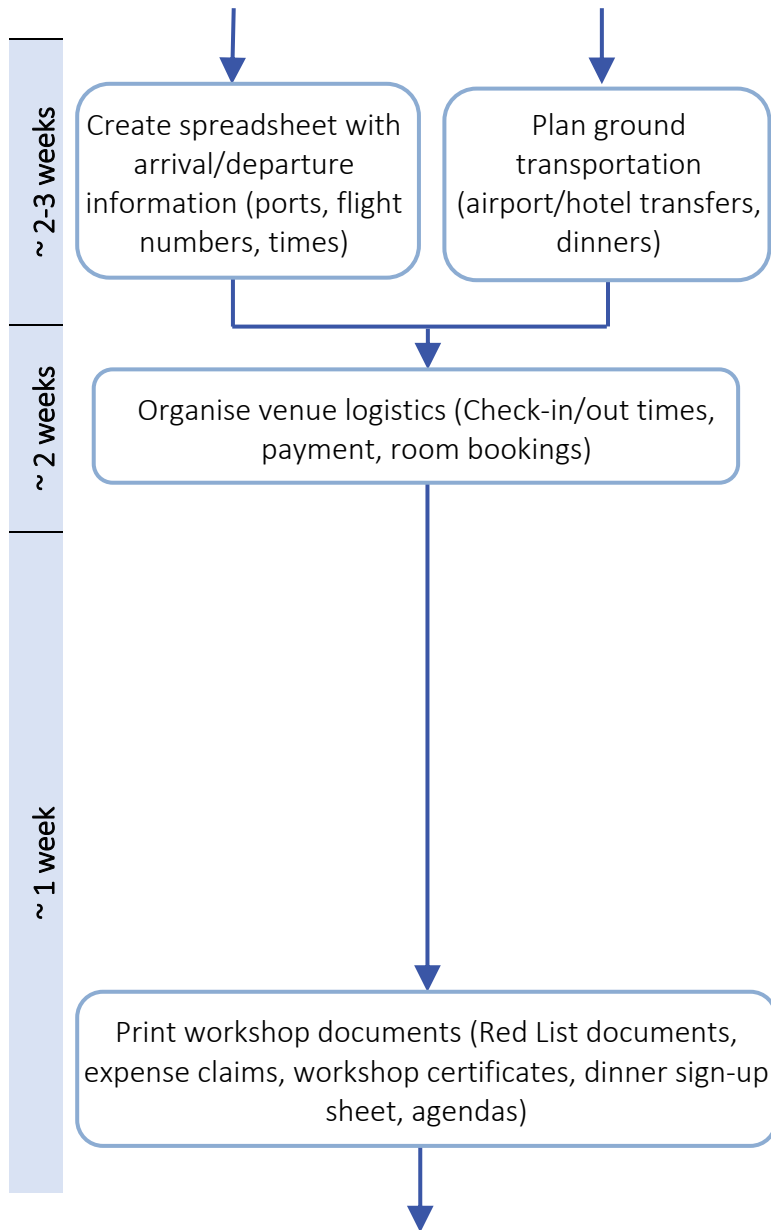 ~ 2-3 weeks
Create spreadsheet with
arrival/departure
information (ports, flight
numbers, times)
Plan ground
transportation
(airport/hotel transfers,
dinners)
~ 2 weeks
Organise venue logistics (Check-in/out times,
payment, room bookings)
~ 1 week
Print workshop documents (Red List documents,
expense claims, workshop certificates, dinner sign-up
sheet, agendas)